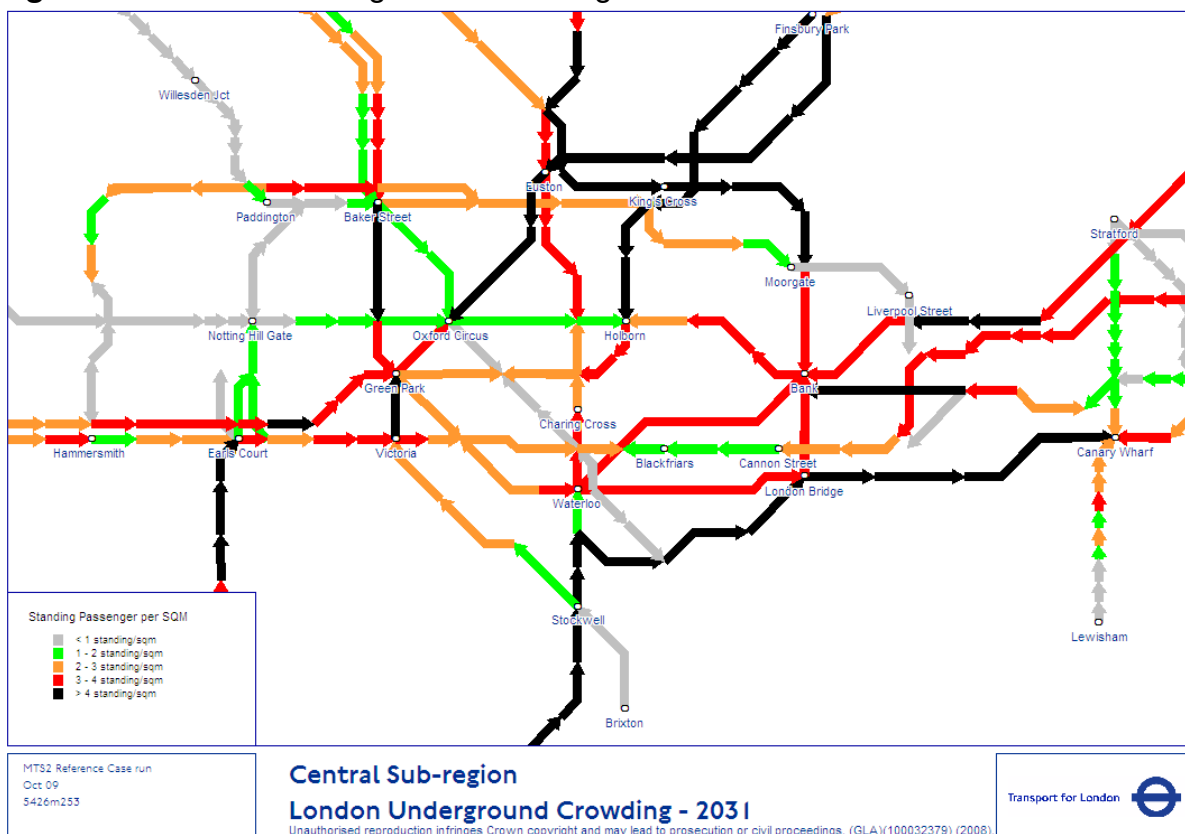 Finsbury Park
Willesden Jct
Euston
King's Cross
Paddington
Baker Street
Stratford
Moorgate
Liverpool Street
Notting Hill Gate
Oxford Circus
Holborn
Green Park
Bank
Charing Cross
Hammersmith
Earls Court
Victoria
Blackfriars
Cannon Street
Canary Wharf
Waterloo
London Bridge
Stockwell
Lewisham
Brixton
Standing Passenger per SQM
< 1 standing/sqm
1 - 2 standing/sqm
2 - 3 standing/sqm
3 - 4 standing/sqm
> 4 standing/sqm
MTS2 Reference Case run
Oct 09
5426m253
Central Sub-region
London Underground Crowding - 2031
Unauthorised reproduction infringes Crown copyright and may lead to prosecution or civil proceedings. (GLA)(100032379) (2008)
Transport for London